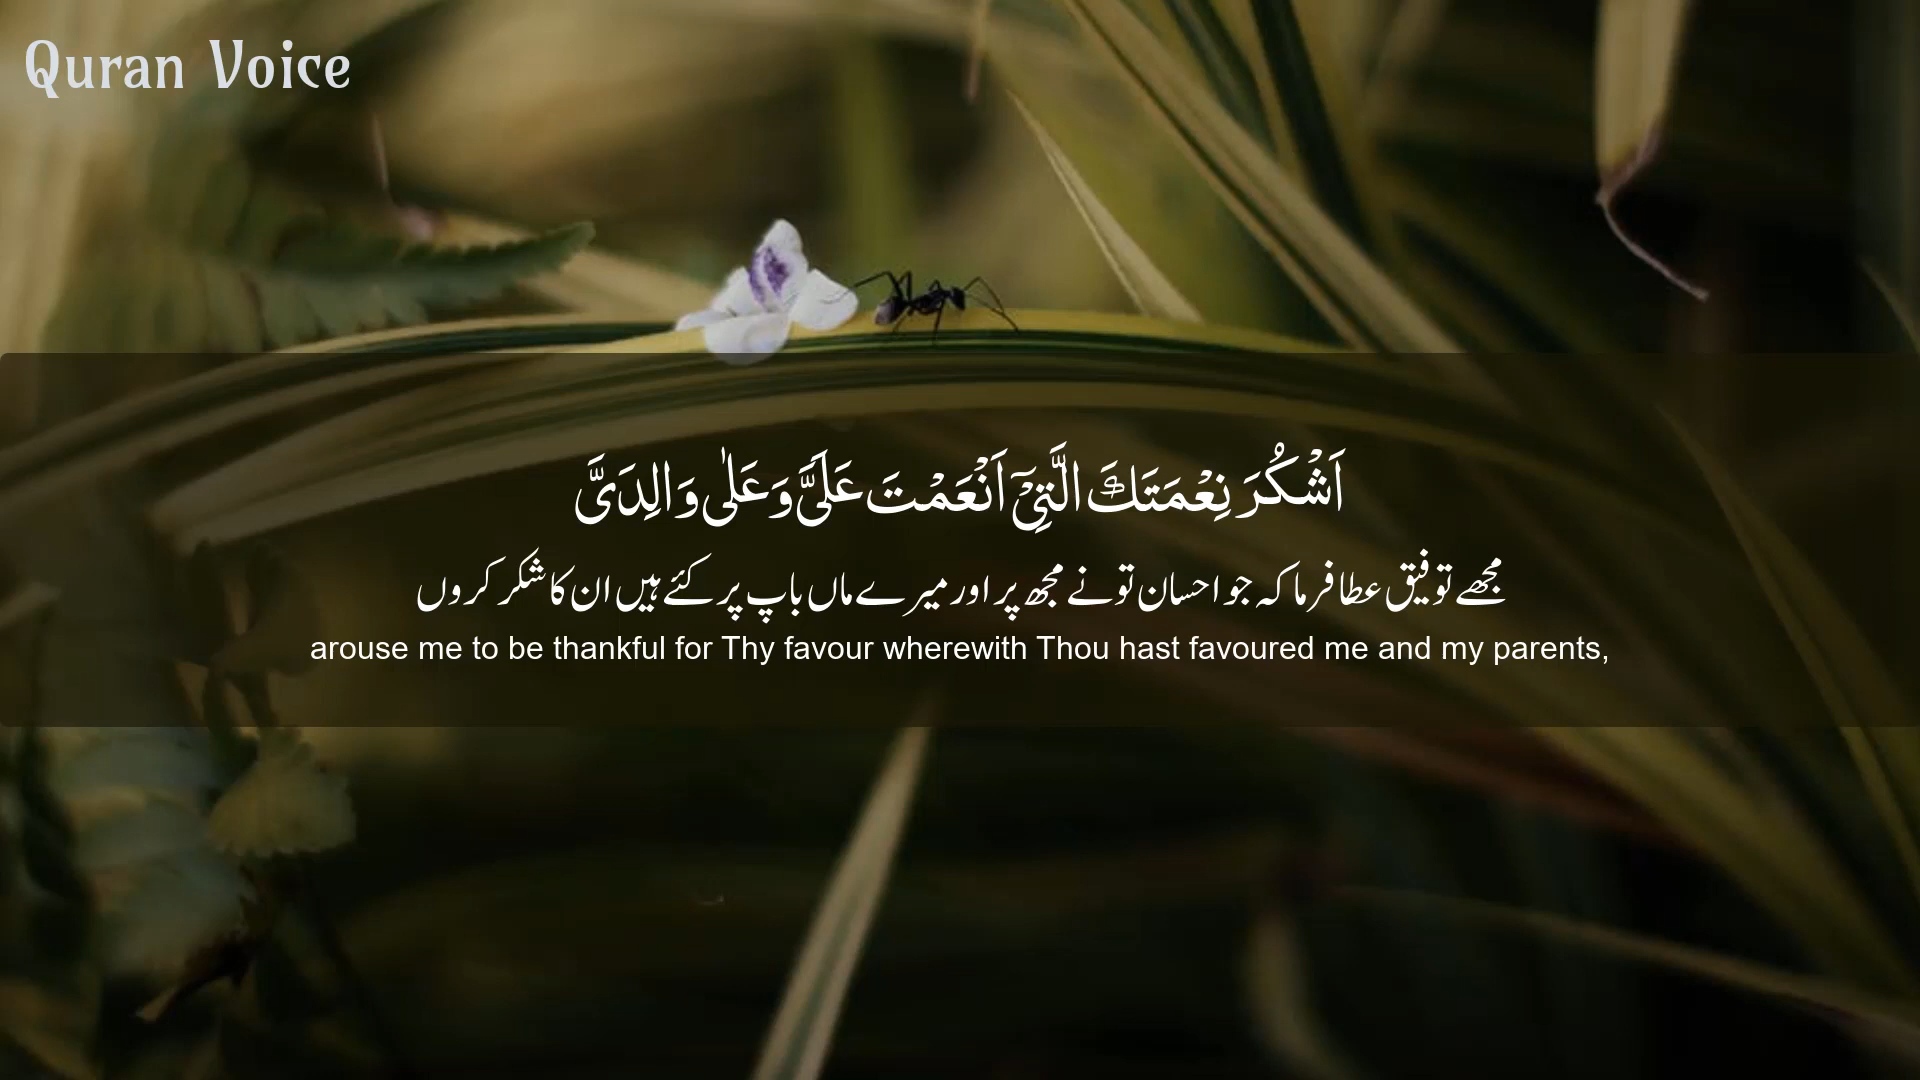 Quran Voice
اَشْكُرَ نِعْمَتَكَ الَّتِیْۤ اَنْعَمْتَ عَلَیَّ وَ عَلٰی وَالِدَیَّ
مجھے توفیق عطا فرما کہ جو احسان تو نے مجھ پر اور میرے ماں باپ پر کئے ہیں ان کا شکر کروں
arouse me to be thankful for Thy favour wherewith Thou hast favoured me and my parents,